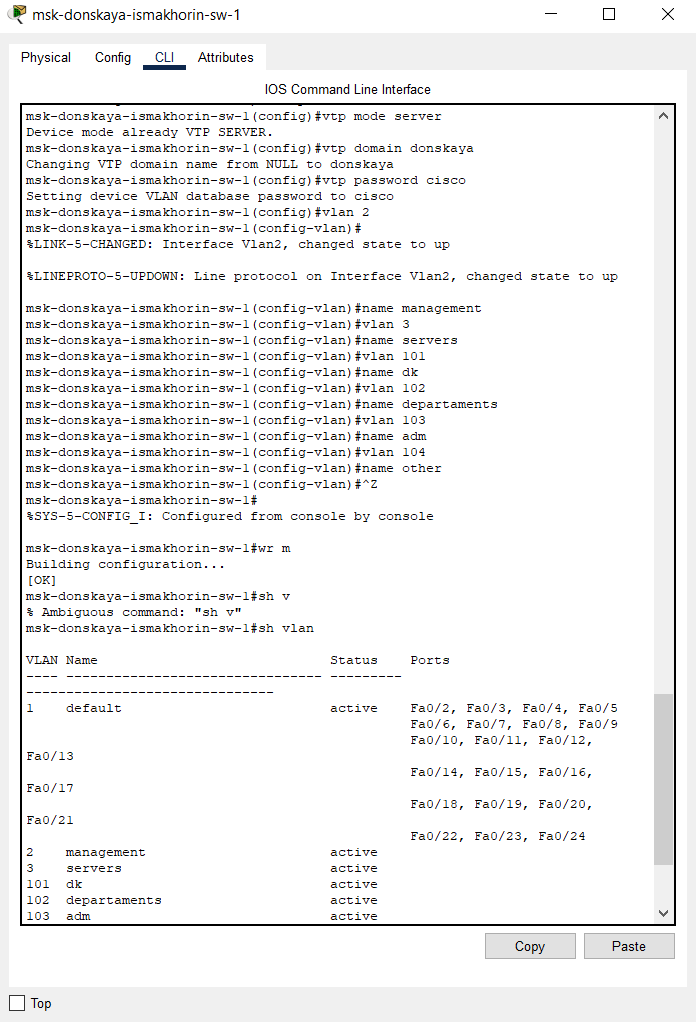 msk-donskaya-ismakhorin-sw-1
Physical Config CLI Attributes
IOS Command Line Interface
msk-donskaya-ismakhorin-sw-1(config)#vtp mode server
Device mode already VTP SERVER.
msk-donskaya-ismakhorin-sw-1(config)#vtp domain donskaya
Changing VTP domain name from NULL to donskaya
msk-donskaya-ismakhorin-sw-1(config)#vtp password cisco
Setting device VLAN database password to cisco
msk-donskaya-ismakhorin-sw-1(config)#vlan 2
msk-donskaya-ismakhorin-sw-1(config-vlan)#
%LINK-5-CHANGED: Interface Vlan2, changed state to up
%LINEPROTO-5-UPDOWN: Line protocol on Interface Vlan2, changed state to up
msk-donskaya-ismakhorin-sw-1(config-vlan)#name management
msk-donskaya-ismakhorin-sw-1(config-vlan)#vlan 3
msk-donskaya-ismakhorin-sw-1(config-vlan)#name servers
msk-donskaya-ismakhorin-sw-1(config-vlan)#vlan 101
msk-donskaya-ismakhorin-sw-1(config-vlan)#name dk
msk-donskaya-ismakhorin-sw-1(config-vlan)#vlan 102
msk-donskaya-ismakhorin-sw-1(config-vlan)#name departaments
msk-donskaya-ismakhorin-sw-1(config-vlan)#vlan 103
msk-donskaya-ismakhorin-sw-1(config-vlan)#name adm
msk-donskaya-ismakhorin-sw-1(config-vlan)#vlan 104
msk-donskaya-ismakhorin-sw-1(config-vlan)#name other
msk-donskaya-ismakhorin-sw-1(config-vlan)#^Z
msk-donskaya-ismakhorin-sw-1#
%SYS-5-CONFIG_I: Configured from console by console
msk-donskaya-ismakhorin-sw-1#wr m
Building configuration...
[OK]
msk-donskaya-ismakhorin-sw-1#sh v
% Ambiguous command: "sh v"
msk-donskaya-ismakhorin-sw-1#sh vlan
VLAN Name Status Ports
---- -------------------------------- ---------
-------------------------------
1 default active Fa0/2, Fa0/3, Fa0/4, Fa0/5
Fa0/6, Fa0/7, Fa0/8, Fa0/9
Fa0/10, Fa0/11, Fa0/12,
Fa0/13
Fa0/14, Fa0/15, Fa0/16,
Fa0/17
Fa0/18, Fa0/19, Fa0/20,
Fa0/21
Fa0/22, Fa0/23, Fa0/24
2 management active
3 servers active
101 dk active
102 departaments active
103 adm active
Copy Paste
Top